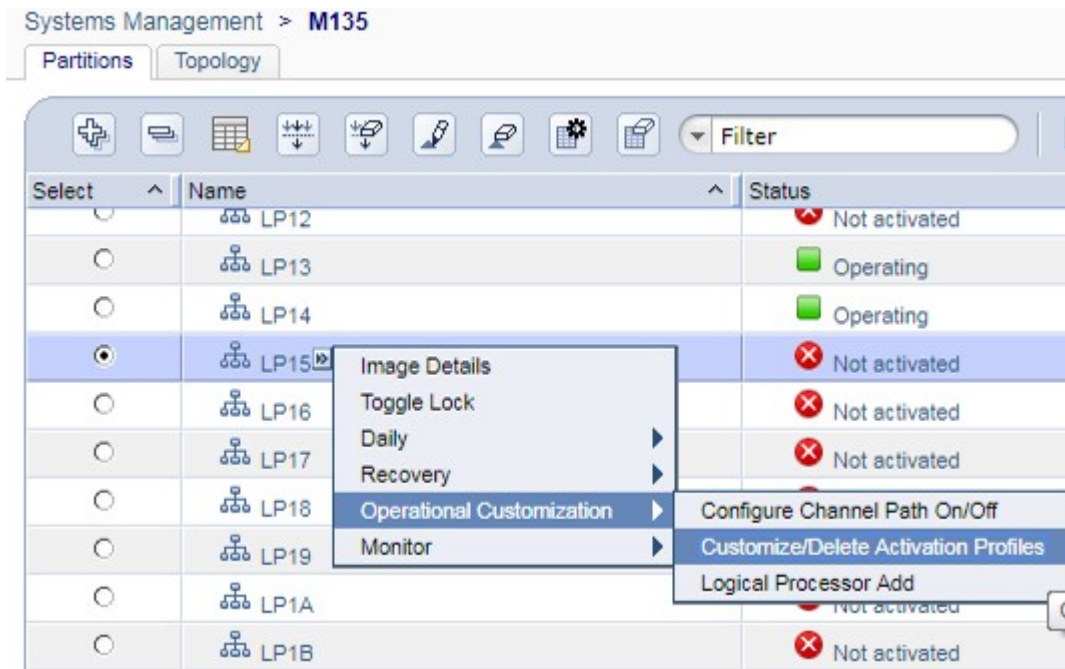 Systems Management > M135
Partitions Topology
Filter
Select Name Status
LP12 Not activated
LP13 Operating
LP14 Operating
LP15 Not activated
Image Details
Toggle Lock
Daily
Recovery
Operational Customization
Monitor
Configure Channel Path On/Off
Customize/Delete Activation Profiles
Logical Processor Add
LP16 Not activated
LP17 Not activated
LP18
LP19
LP1A Not activated
LP1B Not activated